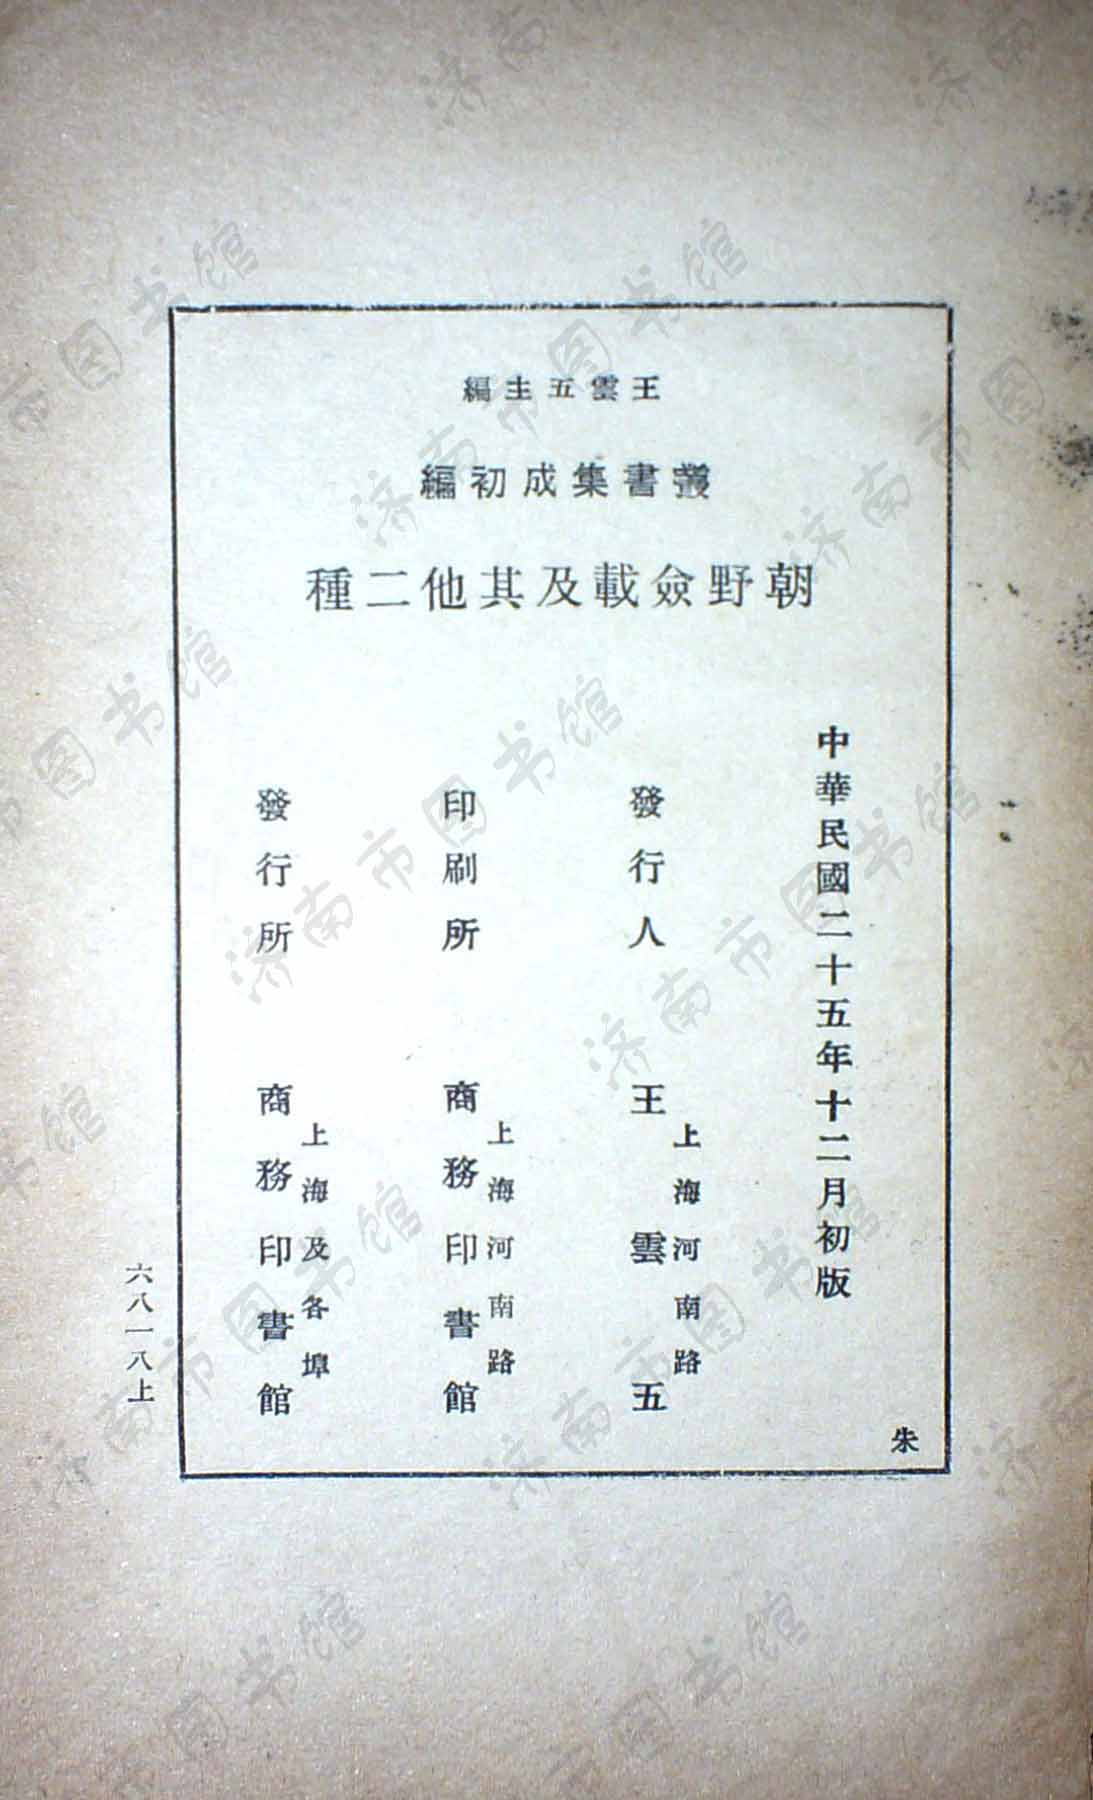 王雲五主編
叢書集成初編
朝野僉載及其他二種
中華民國二十五年十二月初版
發行人 王雲五
上海河南路
印刷所 商務印書館
上海河南路
發行所 商務印書館
上海及各埠
朱
六八一八上
济南市图书馆